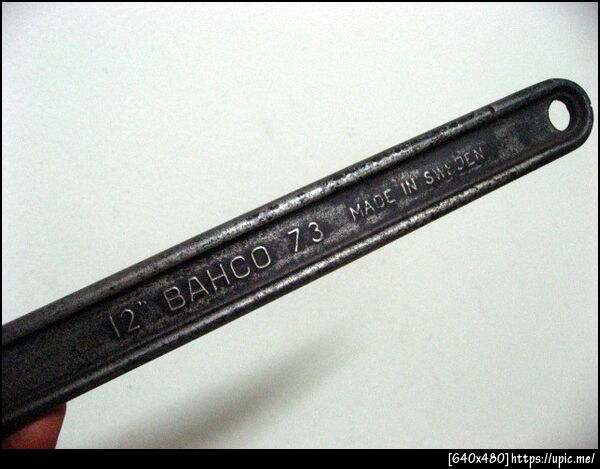 12" BAHCO 73 MADE IN SWEDEN
[640x480]https://upic.me/